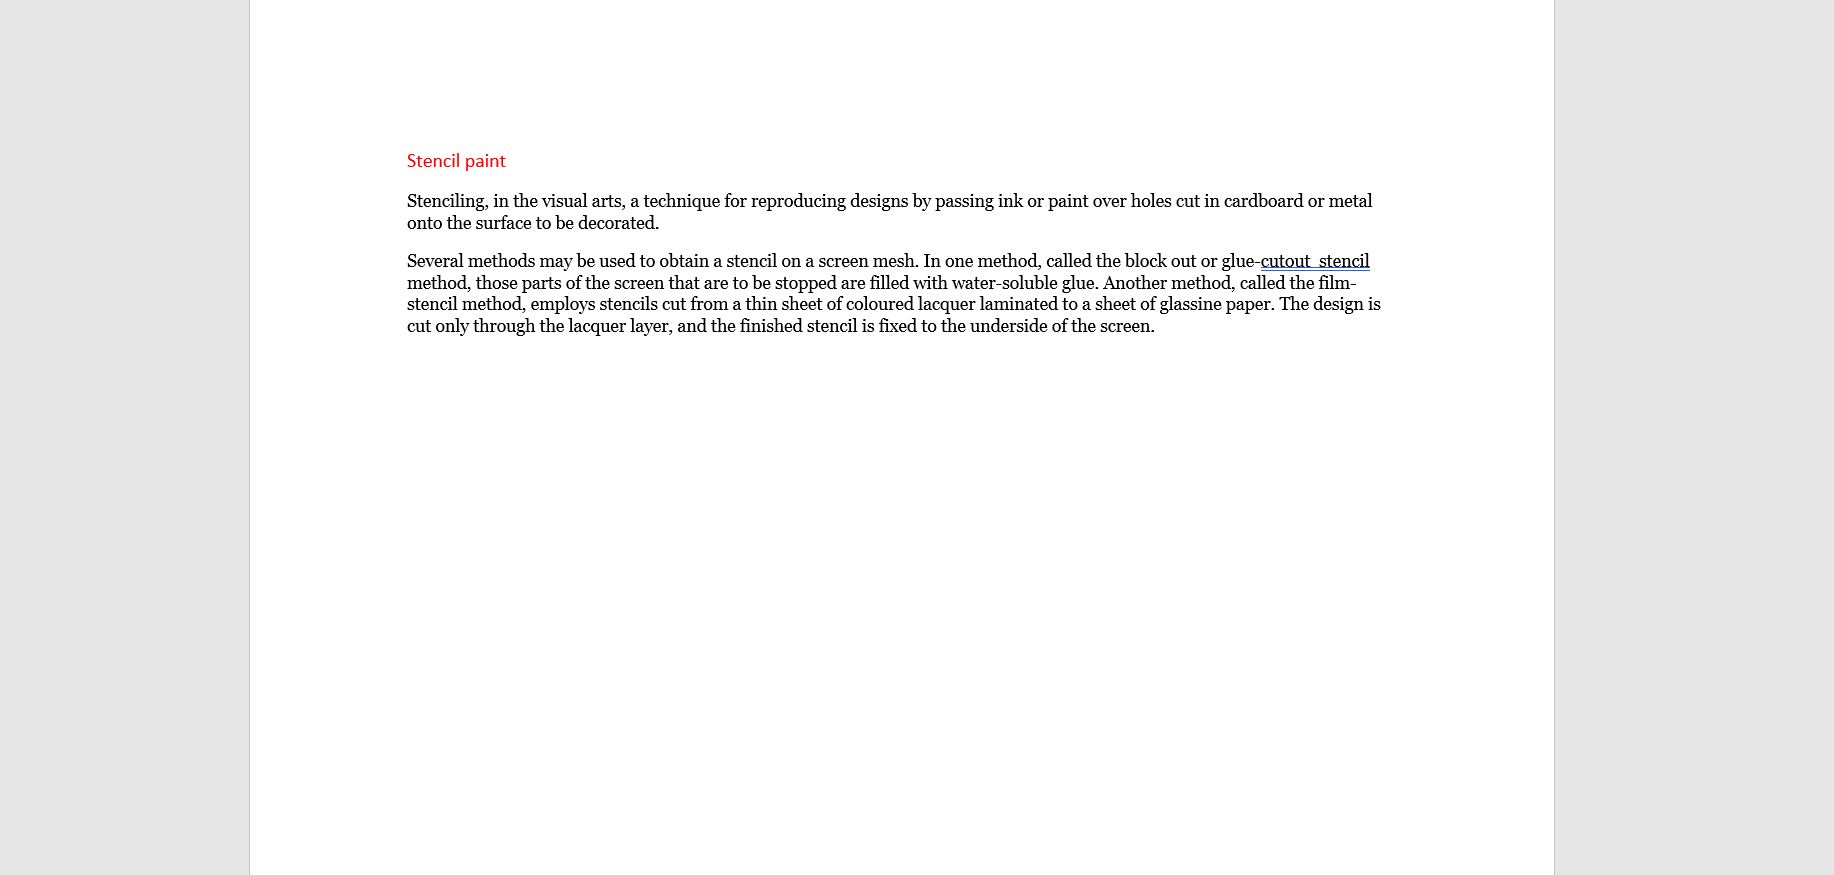 Stencil paint
Stenciling, in the visual arts, a technique for reproducing designs by passing ink or paint over holes cut in cardboard or metal
onto the surface to be decorated.
Several methods may be used to obtain a stencil on a screen mesh. In one method, called the block out or glue-cutout  stencil
method, those parts of the screen that are to be stopped are filled with water-soluble glue. Another method, called the film-
stencil method, employs stencils cut from a thin sheet of coloured lacquer laminated to a sheet of glassine paper. The design is
cut only through the lacquer layer, and the finished stencil is fixed to the underside of the screen.